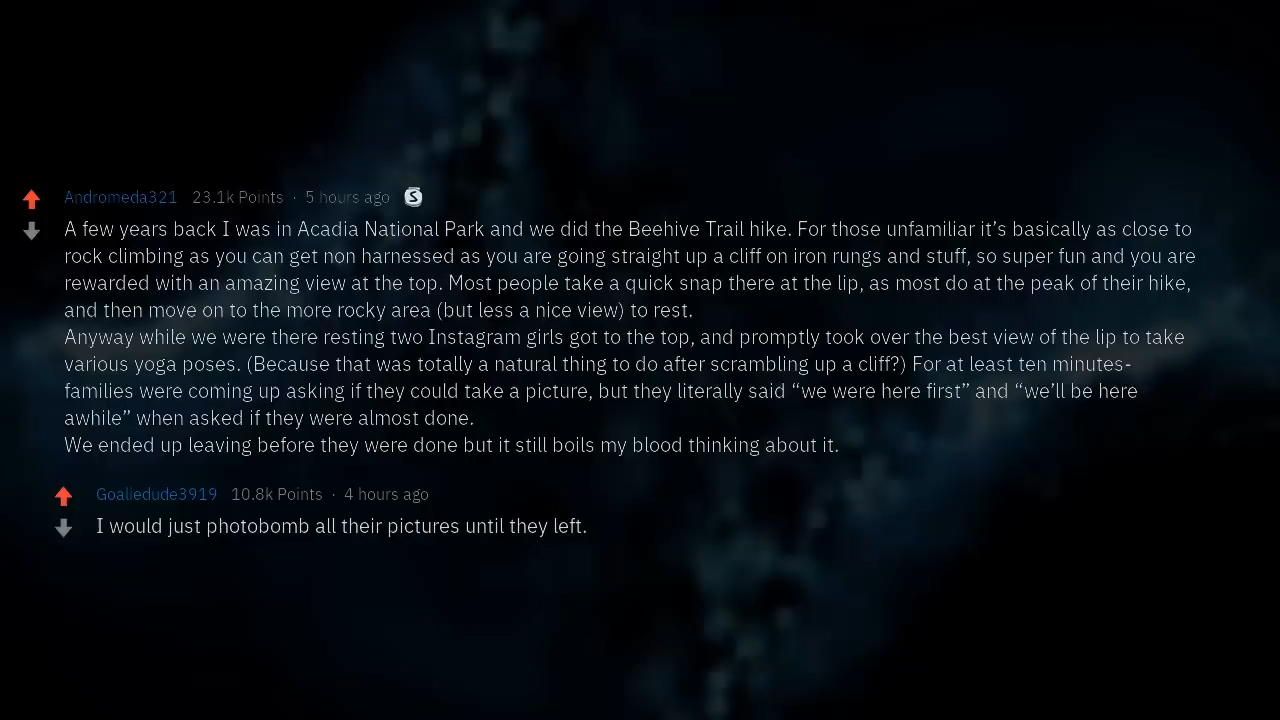 Andromeda321 23.1k Points · 5 hours ago S
A few years back I was in Acadia National Park and we did the Beehive Trail hike. For those unfamiliar it’s basically as close to
rock climbing as you can get non harnessed as you are going straight up a cliff on iron rungs and stuff, so super fun and you are
rewarded with an amazing view at the top. Most people take a quick snap there at the lip, as most do at the peak of their hike,
and then move on to the more rocky area (but less a nice view) to rest.
Anyway while we were there resting two Instagram girls got to the top, and promptly took over the best view of the lip to take
various yoga poses. (Because that was totally a natural thing to do after scrambling up a cliff?) For at least ten minutes-
families were coming up asking if they could take a picture, but they literally said “we were here first” and “we’ll be here
awhile” when asked if they were almost done.
We ended up leaving before they were done but it still boils my blood thinking about it.
Goaliedude3919 10.8k Points · 4 hours ago
I would just photobomb all their pictures until they left.